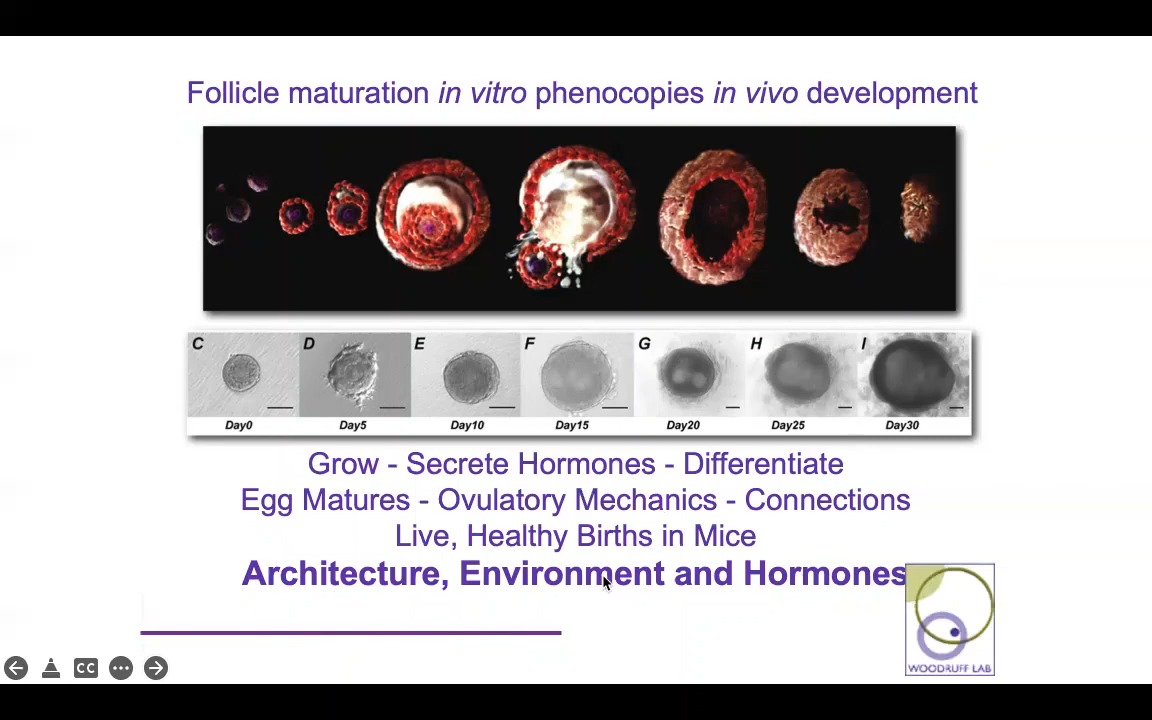 Follicle maturation in vitro phenocopies in vivo development
C D E F G H I
Day0 Day5 Day10 Day15 Day20 Day25 Day30
Grow - Secrete Hormones - Differentiate
Egg Matures - Ovulatory Mechanics - Connections
Live, Healthy Births in Mice
Architecture, Environment and Hormones
WOODRUFF LAB
CC